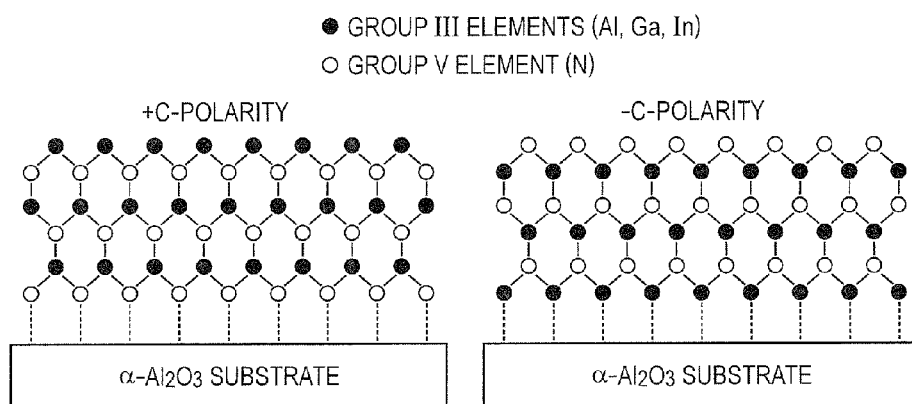 ● GROUP III ELEMENTS (Al, Ga, In)
○ GROUP V ELEMENT (N)
+C-POLARITY
-C-POLARITY
α-Al₂O₃ SUBSTRATE
α-Al₂O₃ SUBSTRATE